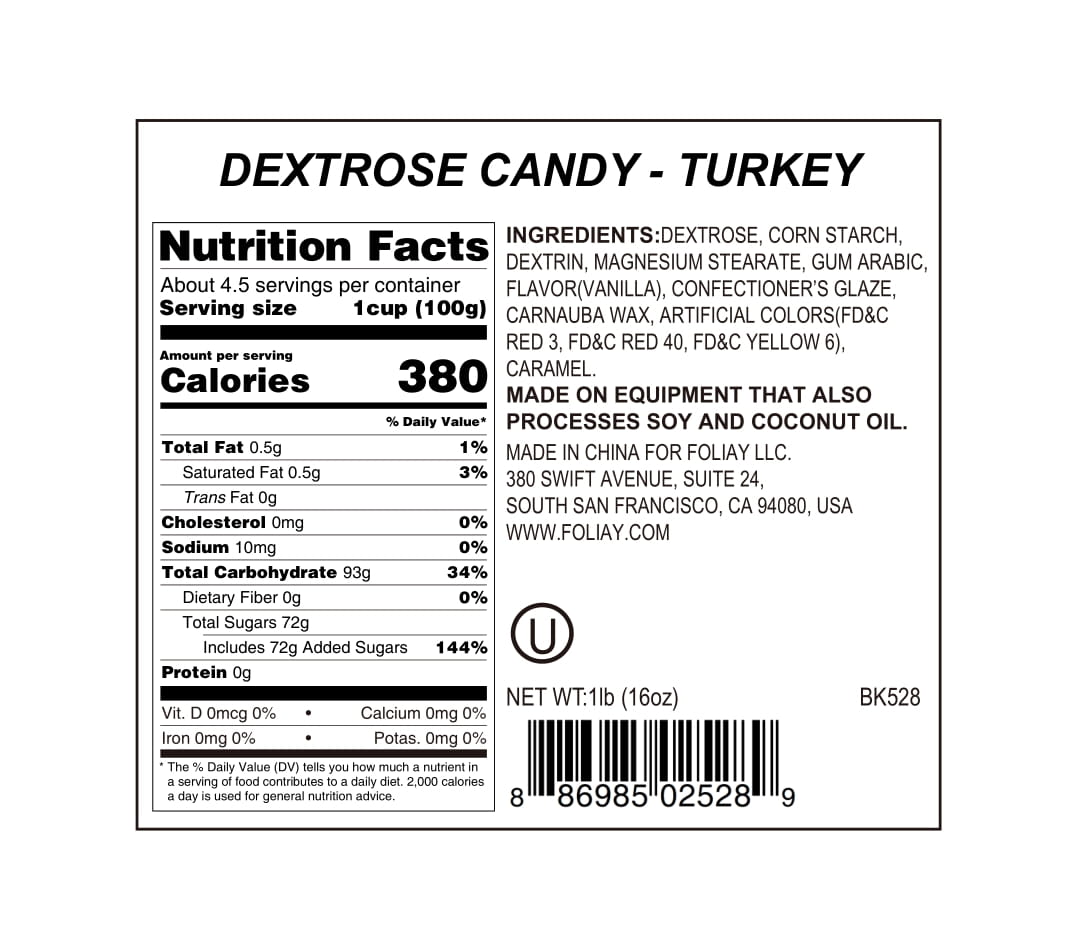 DEXTROSE CANDY - TURKEY
Nutrition Facts
About 4.5 servings per container
Serving size 1cup (100g)
Amount per serving
Calories 380
% Daily Value*
Total Fat 0.5g 1%
Saturated Fat 0.5g 3%
Trans Fat 0g
Cholesterol 0mg 0%
Sodium 10mg 0%
Total Carbohydrate 93g 34%
Dietary Fiber 0g 0%
Total Sugars 72g
Includes 72g Added Sugars 144%
Protein 0g
Vit. D 0mcg 0% • Calcium 0mg 0%
Iron 0mg 0% • Potas. 0mg 0%
* The % Daily Value (DV) tells you how much a nutrient in
a serving of food contributes to a daily diet. 2,000 calories
a day is used for general nutrition advice.
INGREDIENTS:DEXTROSE, CORN STARCH,
DEXTRIN, MAGNESIUM STEARATE, GUM ARABIC,
FLAVOR(VANILLA), CONFECTIONER'S GLAZE,
CARNAUBA WAX, ARTIFICIAL COLORS(FD&C
RED 3, FD&C RED 40, FD&C YELLOW 6),
CARAMEL.
MADE ON EQUIPMENT THAT ALSO
PROCESSES SOY AND COCONUT OIL.
MADE IN CHINA FOR FOLIAY LLC.
380 SWIFT AVENUE, SUITE 24,
SOUTH SAN FRANCISCO, CA 94080, USA
WWW.FOLIAY.COM
U
NET WT:1lb (16oz) BK528
8 86985 02528 9